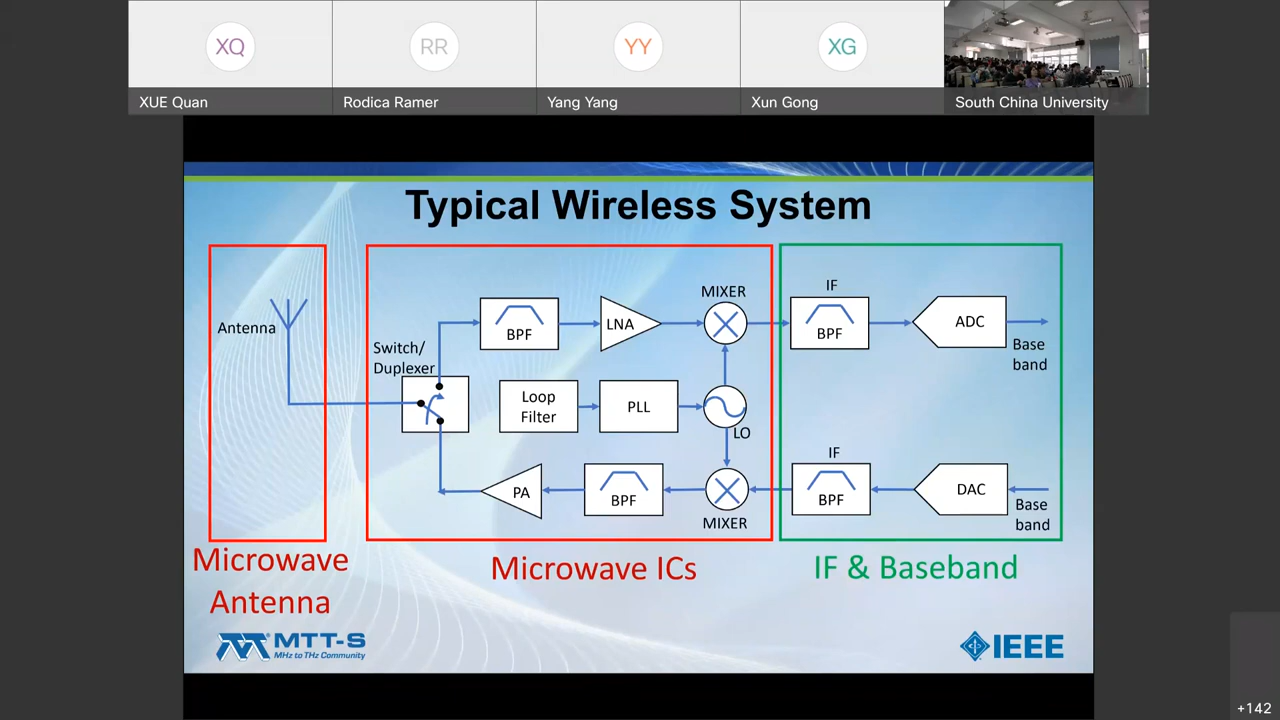 XQ
RR
YY
XG
XUE Quan
Rodica Ramer
Yang Yang
Xun Gong
South China University
Typical Wireless System
MIXER
IF
BPF
LNA
BPF
ADC
Base
band
Antenna
Switch/
Duplexer
Loop
Filter
PLL
LO
IF
PA
BPF
BPF
DAC
Base
band
MIXER
Microwave
Antenna
Microwave ICs
IF & Baseband
MTT-S
MHz to THz Community
IEEE
+142